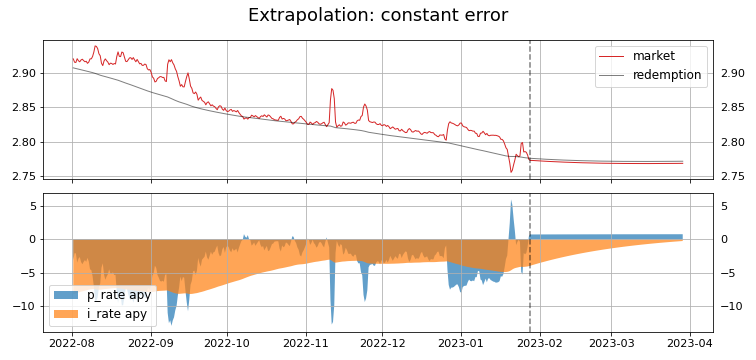 Extrapolation: constant error
market
redemption
2.90 2.90
2.85 2.85
2.80 2.80
2.75 2.75
5 5
0 0
−5 −5
−10 −10
p_rate apy
i_rate apy
2022-08 2022-09 2022-10 2022-11 2022-12 2023-01 2023-02 2023-03 2023-04